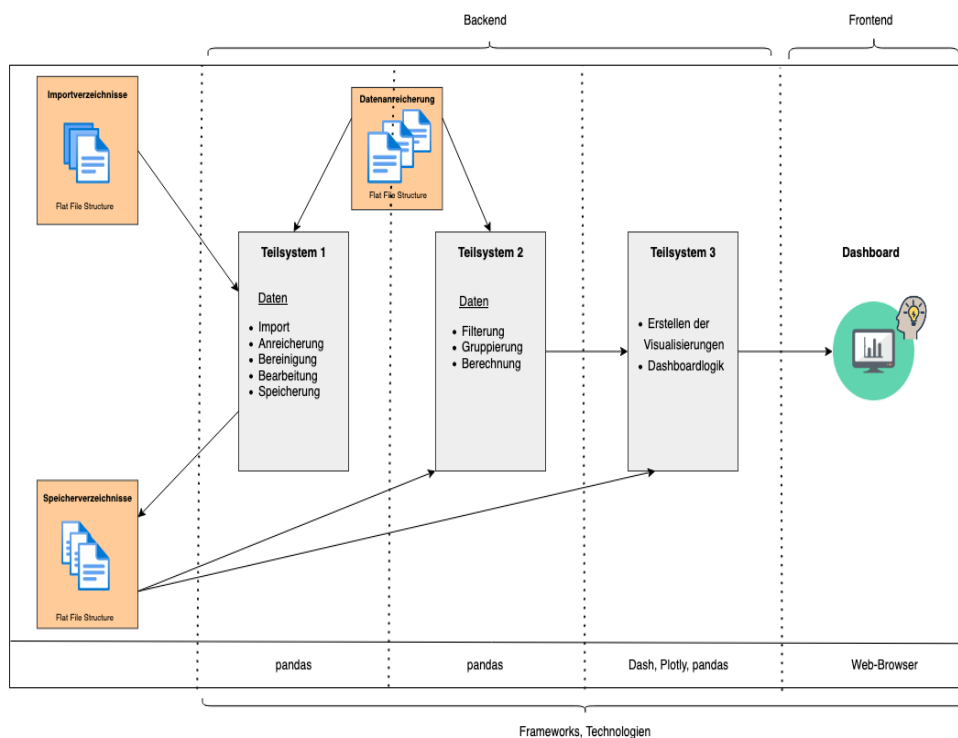 Backend
Frontend
Importverzeichnisse
Flat File Structure
Datenanreicherung
Flat File Structure
Teilsystem 1
Daten
• Import
• Anreicherung
• Bereinigung
• Bearbeitung
• Speicherung
Teilsystem 2
Daten
• Filterung
• Gruppierung
• Berechnung
Teilsystem 3
• Erstellen der
Visualisierungen
• Dashboardlogik
Dashboard
Speicherverzeichnisse
Flat File Structure
pandas
pandas
Dash, Plotly, pandas
Web-Browser
Frameworks, Technologien